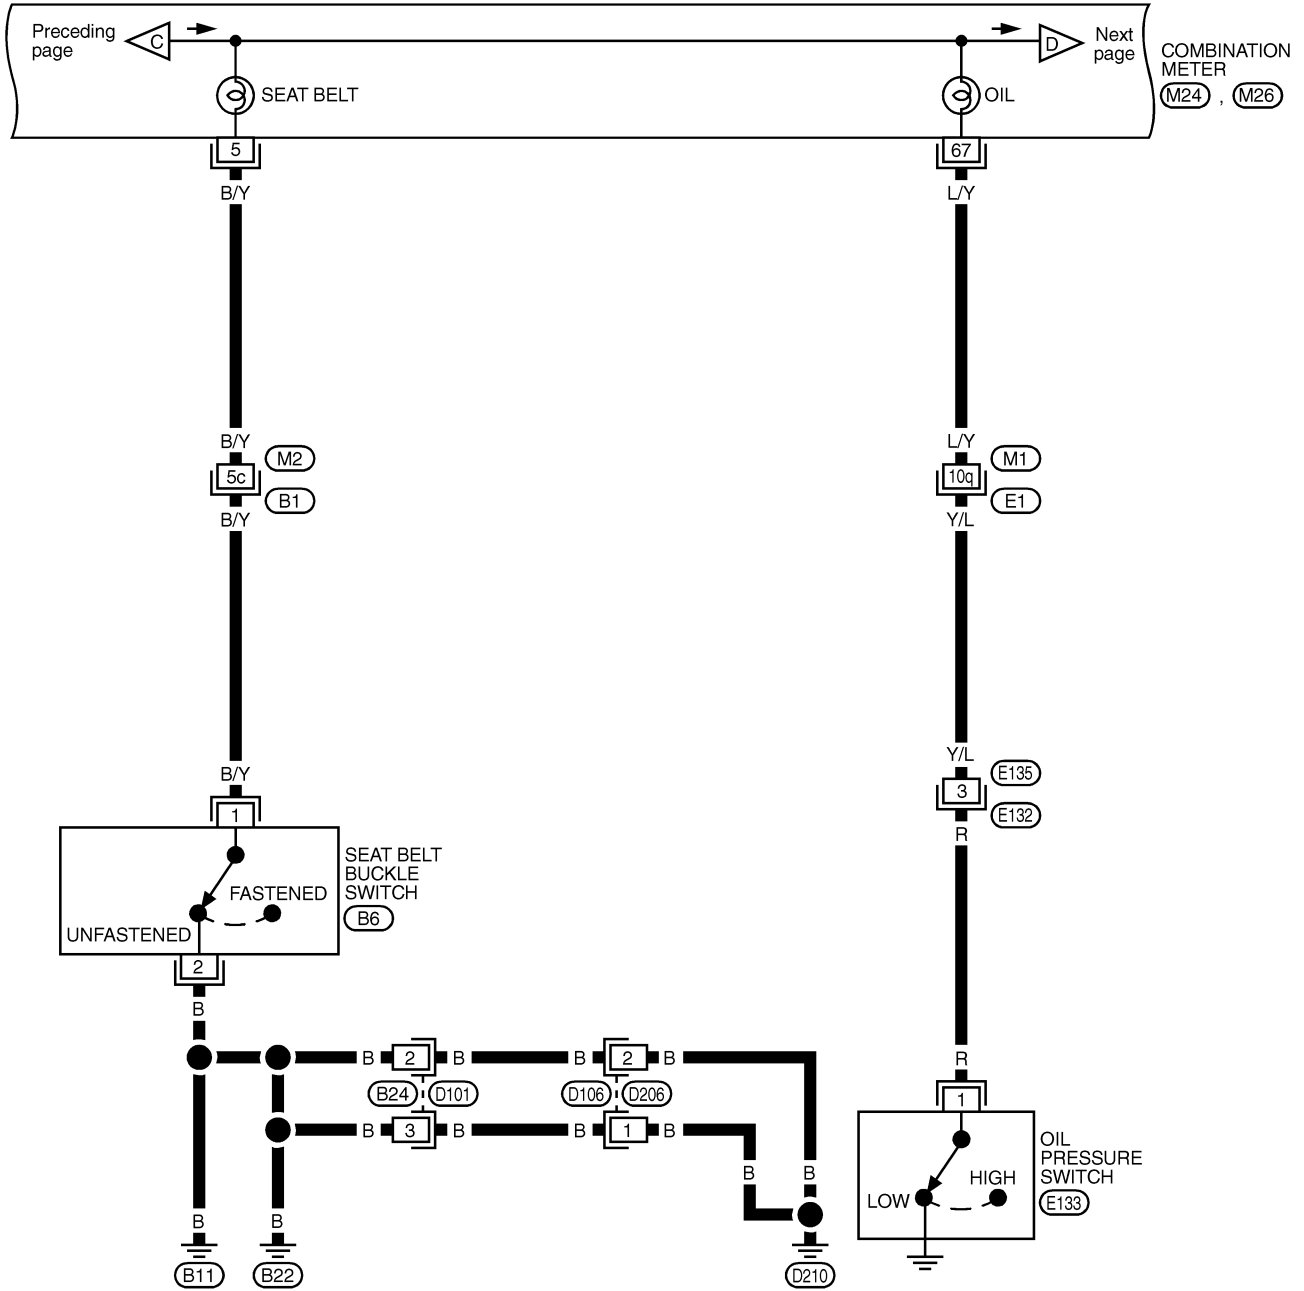 Preceding
page
C
D
Next
page
COMBINATION
METER
M24 , M26
SEAT BELT
OIL
5
67
B/Y
L/Y
B/Y
L/Y
M2
M1
5c
10q
B1
E1
B/Y
Y/L
Y/L
E135
3
E132
R
B/Y
1
SEAT BELT
BUCKLE
SWITCH
B6
FASTENED
UNFASTENED
2
B
B 2 B B 2 B
B24 D101 D106 D206
B 3 B B 1 B
B B
B B
B11 B22 D210
R
1
OIL
PRESSURE
SWITCH
E133
HIGH
LOW